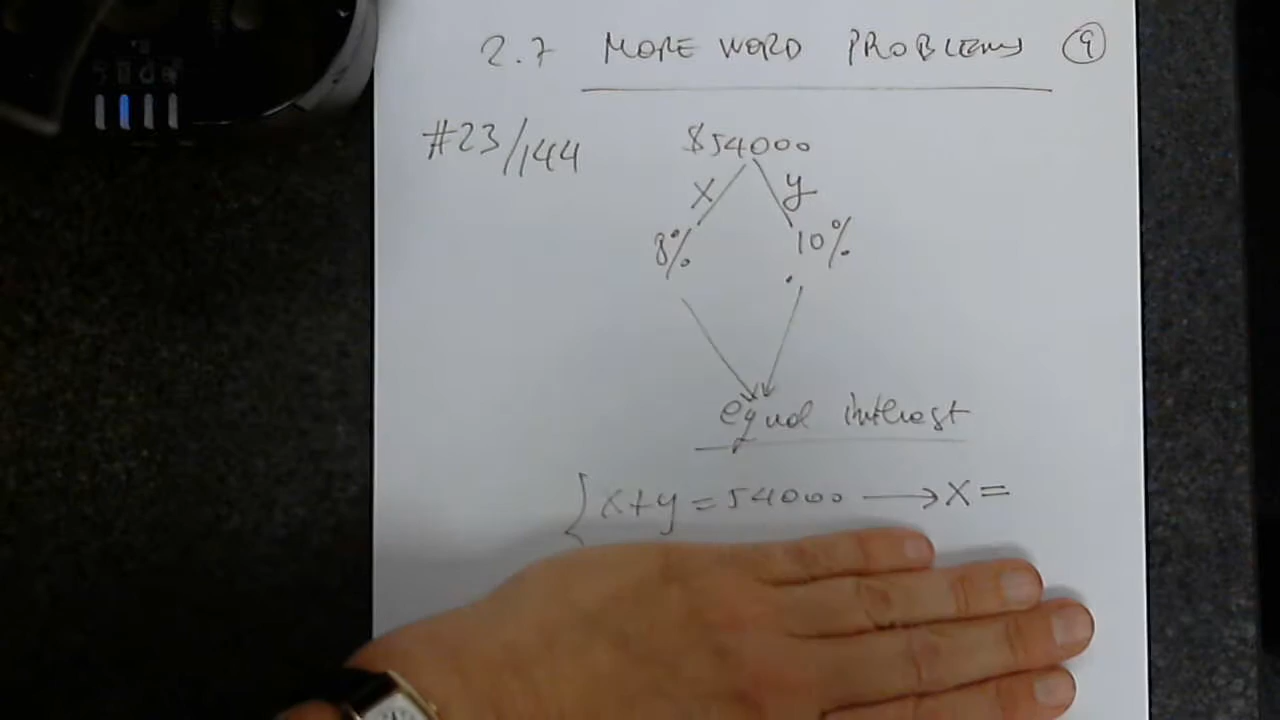 2.7 MORE WORD PROBLEMS 9
#23/144
$54000
X y
8% 10%
equal interest
{ x+y=54000 → X=